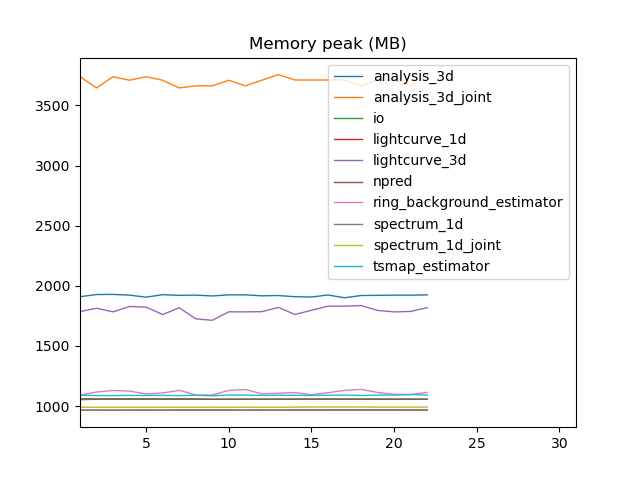 Memory peak (MB)
3500
3000
2500
2000
1500
1000
analysis_3d
analysis_3d_joint
io
lightcurve_1d
lightcurve_3d
npred
ring_background_estimator
spectrum_1d
spectrum_1d_joint
tsmap_estimator
5 10 15 20 25 30